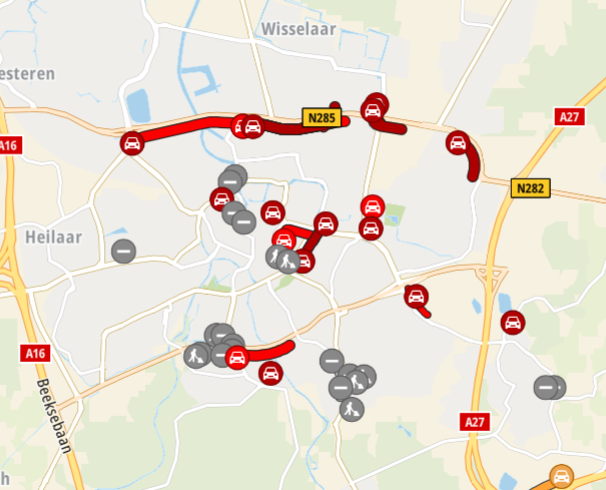 Wisselaar
esteren
N285
A27
A16
N282
Heilaar
A16
Beeksebaan
A27
h